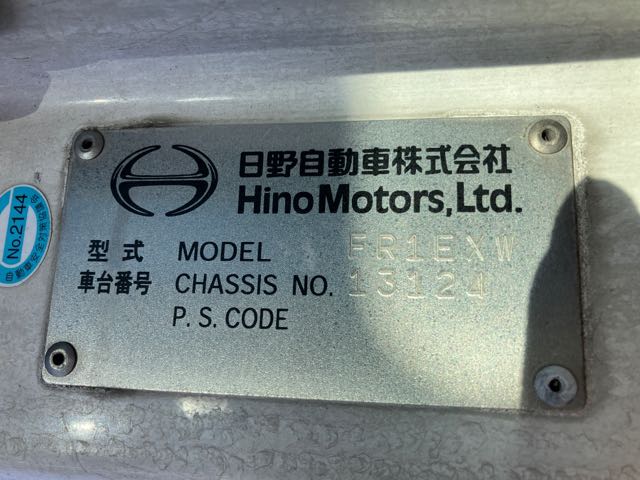 日野自動車株式会社
Hino Motors, Ltd.
型式 MODEL FR1EXW
車台番号 CHASSIS NO. 13124
P. S. CODE
No.2144